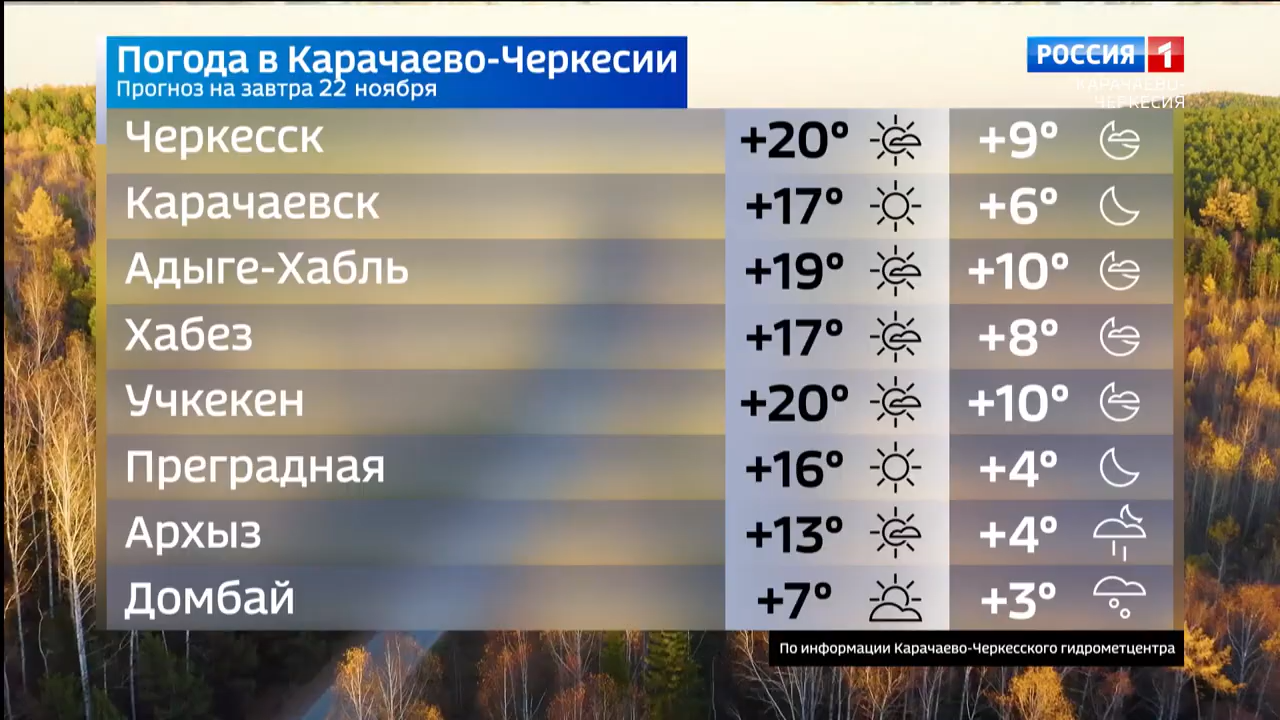 Погода в Карачаево-Черкесии
Прогноз на завтра 22 ноября
РОССИЯ 1
КАРАЧАЕВО-
ЧЕРКЕСИЯ
Черкесск +20° +9°
Карачаевск +17° +6°
Адыге-Хабль +19° +10°
Хабез +17° +8°
Учкекен +20° +10°
Преградная +16° +4°
Архыз +13° +4°
Домбай +7° +3°
По информации Карачаево-Черкесского гидрометцентра